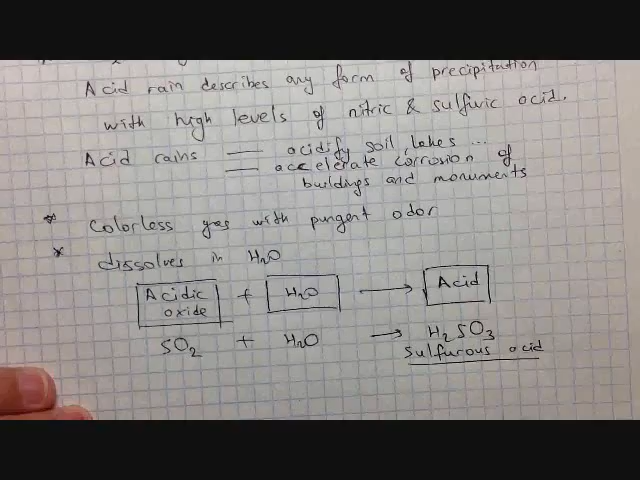 Acid rain describes any form of precipitation
with high levels of nitric & sulfuric acid.
Acid rains — acidify soil, lakes ...
— accelerate corrosion of
buildings and monuments
* Colorless gas with pungent odor
* dissolves in H2O
Acidic oxide + H2O → Acid
SO2 + H2O → H2SO3
Sulfurous acid